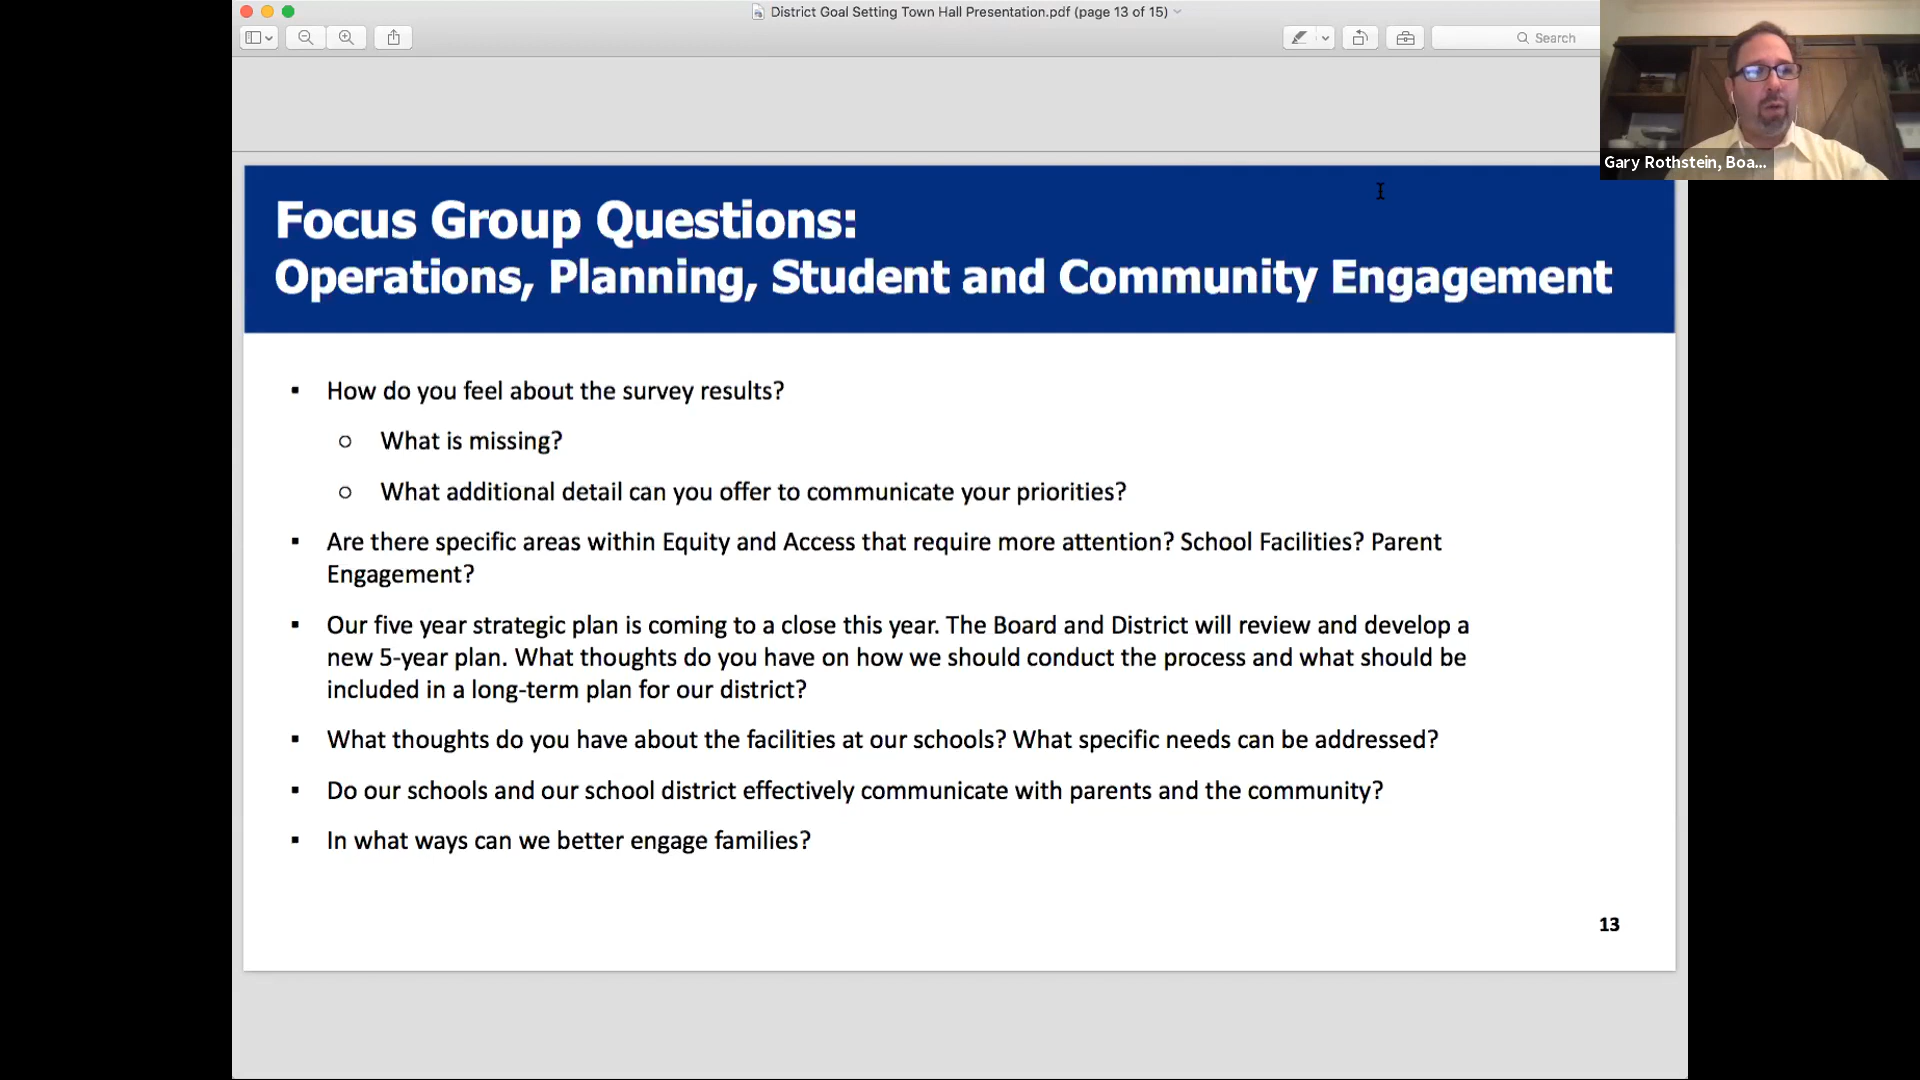 District Goal Setting Town Hall Presentation.pdf (page 13 of 15)
Search
Gary Rothstein, Boa...
Focus Group Questions:
Operations, Planning, Student and Community Engagement
▪ How do you feel about the survey results?
○ What is missing?
○ What additional detail can you offer to communicate your priorities?
▪ Are there specific areas within Equity and Access that require more attention? School Facilities? Parent
Engagement?
▪ Our five year strategic plan is coming to a close this year. The Board and District will review and develop a
new 5-year plan. What thoughts do you have on how we should conduct the process and what should be
included in a long-term plan for our district?
▪ What thoughts do you have about the facilities at our schools? What specific needs can be addressed?
▪ Do our schools and our school district effectively communicate with parents and the community?
▪ In what ways can we better engage families?
13